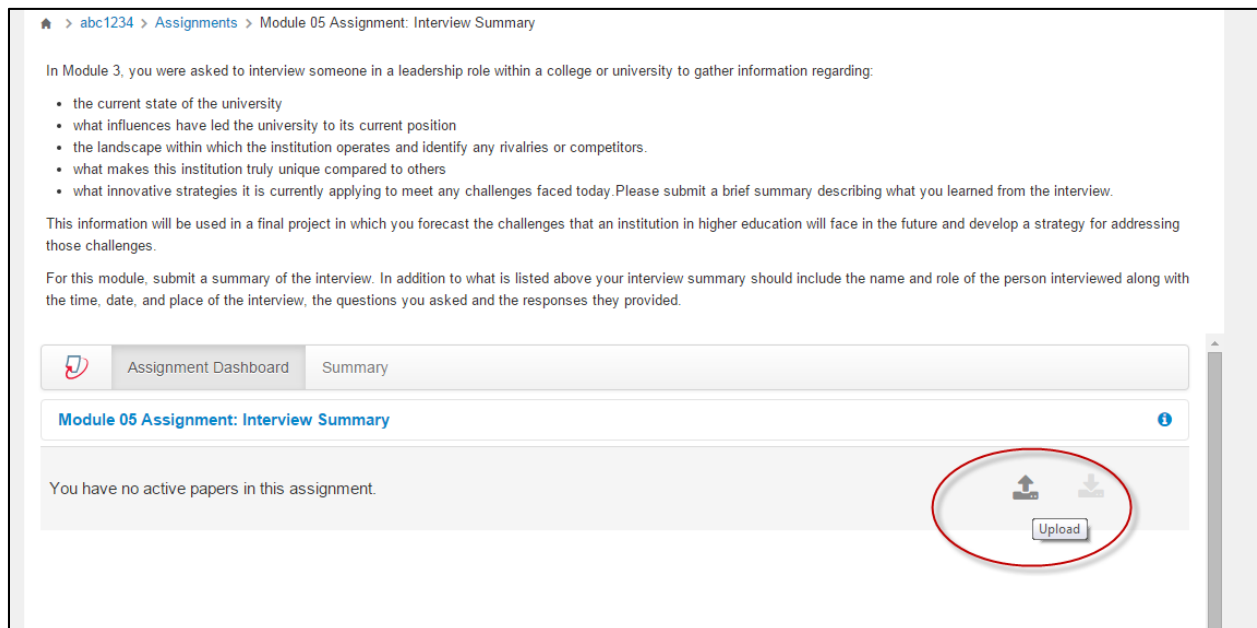 > abc1234 > Assignments > Module 05 Assignment: Interview Summary
In Module 3, you were asked to interview someone in a leadership role within a college or university to gather information regarding:
• the current state of the university
• what influences have led the university to its current position
• the landscape within which the institution operates and identify any rivalries or competitors.
• what makes this institution truly unique compared to others
• what innovative strategies it is currently applying to meet any challenges faced today.Please submit a brief summary describing what you learned from the interview.
This information will be used in a final project in which you forecast the challenges that an institution in higher education will face in the future and develop a strategy for addressing
those challenges.
For this module, submit a summary of the interview. In addition to what is listed above your interview summary should include the name and role of the person interviewed along with
the time, date, and place of the interview, the questions you asked and the responses they provided.
Assignment Dashboard Summary
Module 05 Assignment: Interview Summary
You have no active papers in this assignment.
Upload